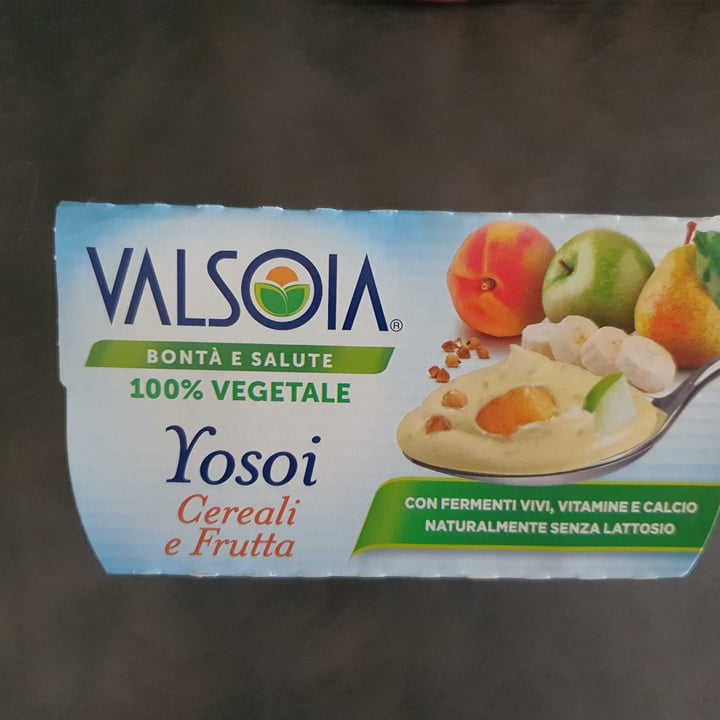 VALSOIA®
BONTÀ E SALUTE
100% VEGETALE
Yosoi
Cereali
e Frutta
CON FERMENTI VIVI, VITAMINE E CALCIO
NATURALMENTE SENZA LATTOSIO